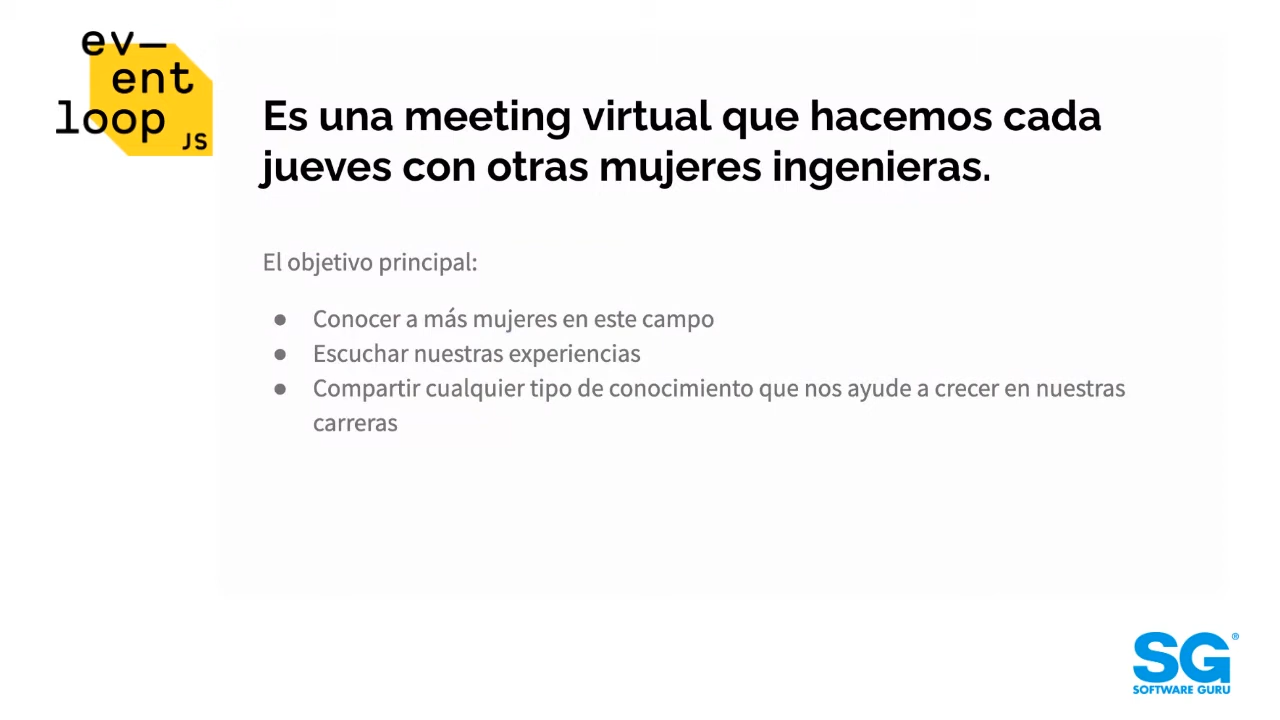 ev—
ent
loop JS
Es una meeting virtual que hacemos cada
jueves con otras mujeres ingenieras.
El objetivo principal:
● Conocer a más mujeres en este campo
● Escuchar nuestras experiencias
● Compartir cualquier tipo de conocimiento que nos ayude a crecer en nuestras
carreras
SG®
SOFTWARE GURU